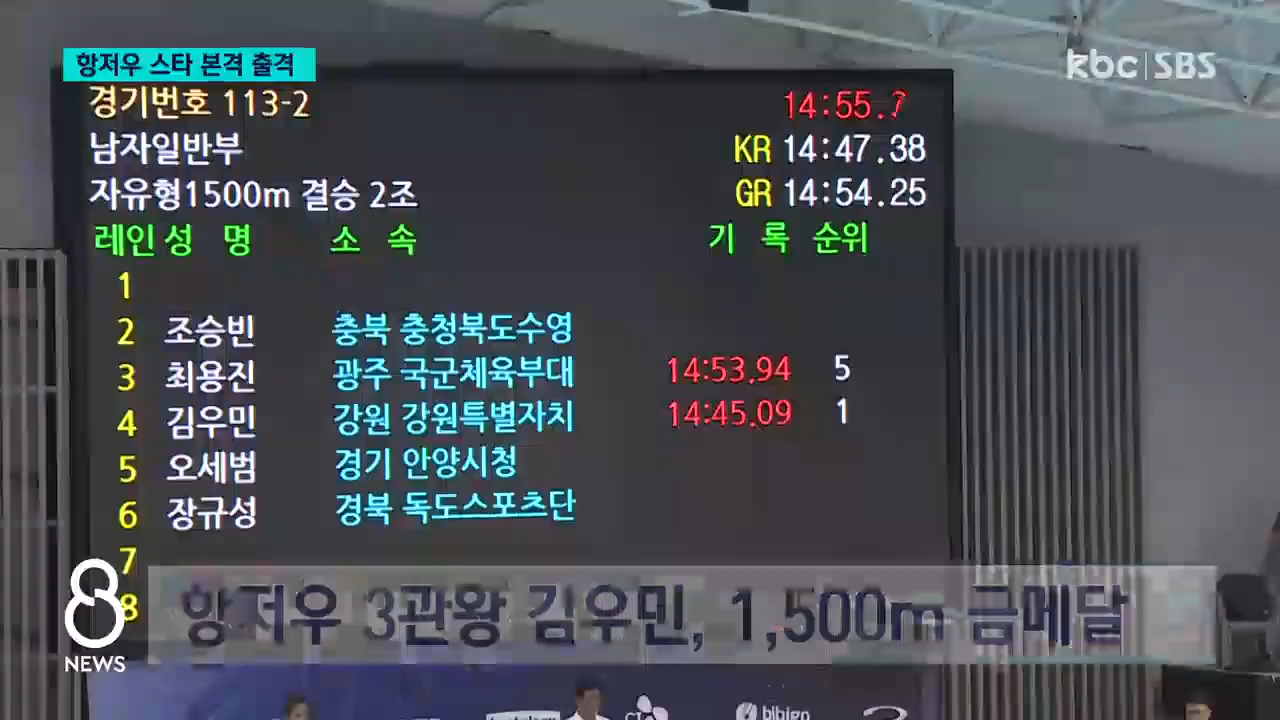 항저우 스타 본격 출격
kbc SBS
경기번호 113-2 14:55.7
남자일반부 KR 14:47.38
자유형1500m 결승 2조 GR 14:54.25
레인 성 명 소 속 기 록 순위
1
2 조승빈 충북 충청북도수영
3 최용진 광주 국군체육부대 14:53.94 5
4 김우민 강원 강원특별자치 14:45.09 1
5 오세범 경기 안양시청
6 장규성 경북 독도스포츠단
7
8
항저우 3관왕 김우민, 1,500m 금메달
8 NEWS
CJ bibigo